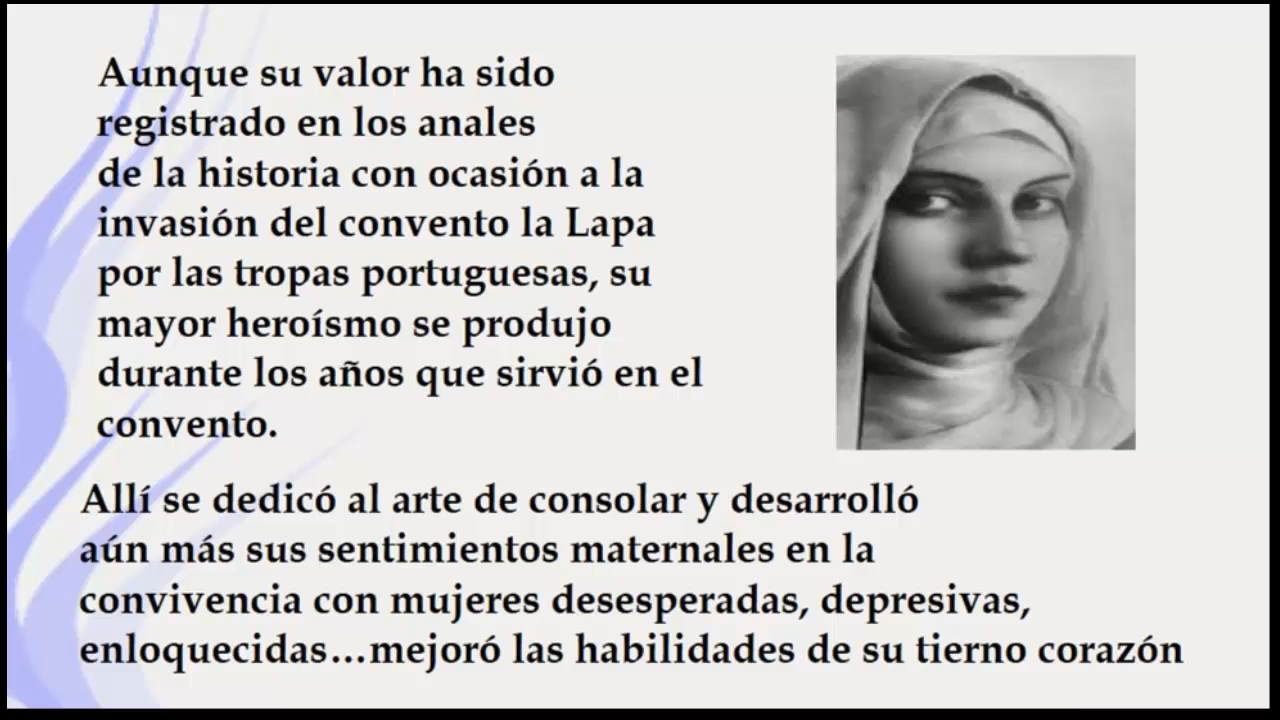 Aunque su valor ha sido
registrado en los anales
de la historia con ocasión a la
invasión del convento la Lapa
por las tropas portuguesas, su
mayor heroísmo se produjo
durante los años que sirvió en el
convento.
Allí se dedicó al arte de consolar y desarrolló
aún más sus sentimientos maternales en la
convivencia con mujeres desesperadas, depresivas,
enloquecidas...mejoró las habilidades de su tierno corazón